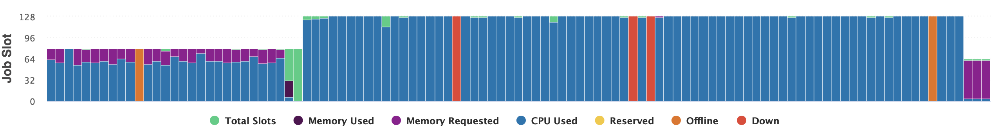 Job Slot
128
96
64
32
0
Total Slots
Memory Used
Memory Requested
CPU Used
Reserved
Offline
Down